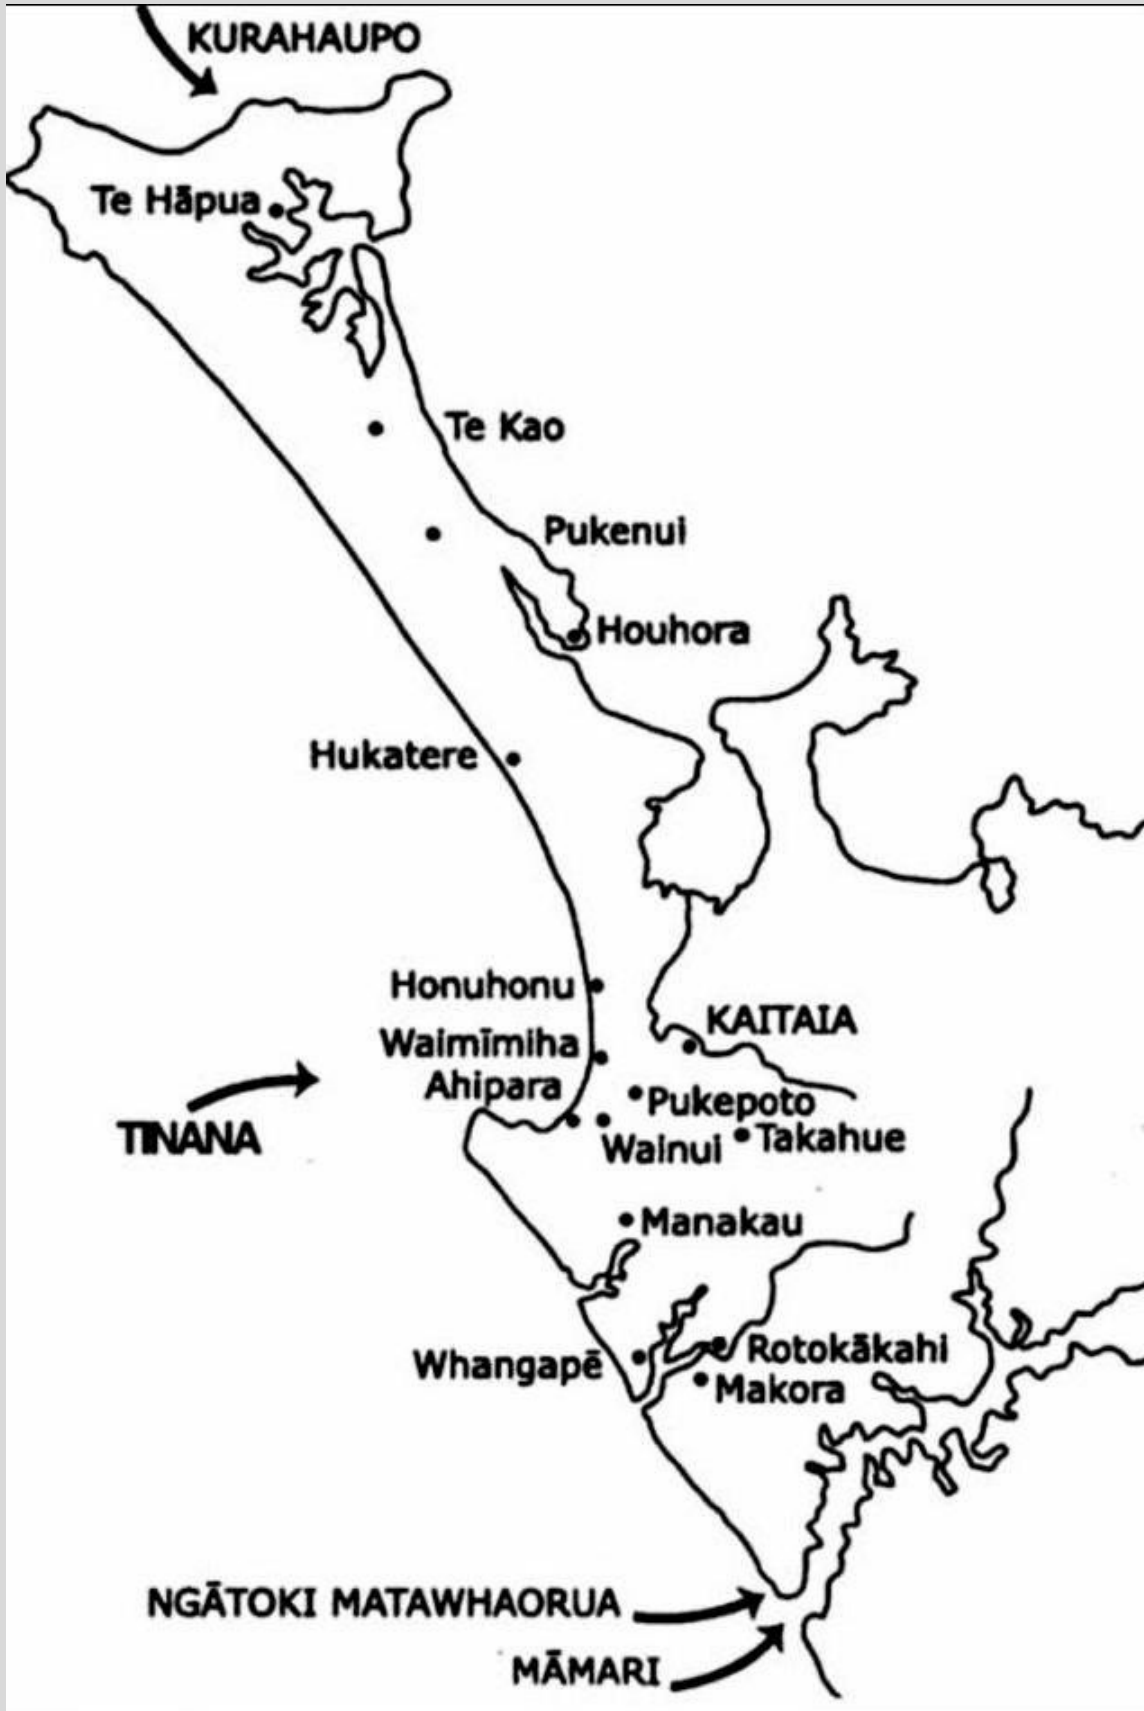 KURAHAUPO
Te Hāpua
Te Kao
Pukenui
Houhora
Hukatere
Honuhonu
KAITAIA
Waimīmiha
Ahipara
Pukepoto
TINANA
Wainui
Takahue
Manakau
Rotokākahi
Whangapē
Makora
NGĀTOKI MATAWHAORUA
MĀMARI